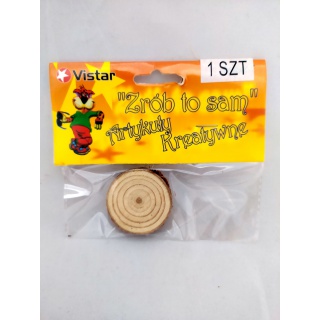 Vistar
1 SZT
"Zrób to sam"
Artykuły
Kreatywne